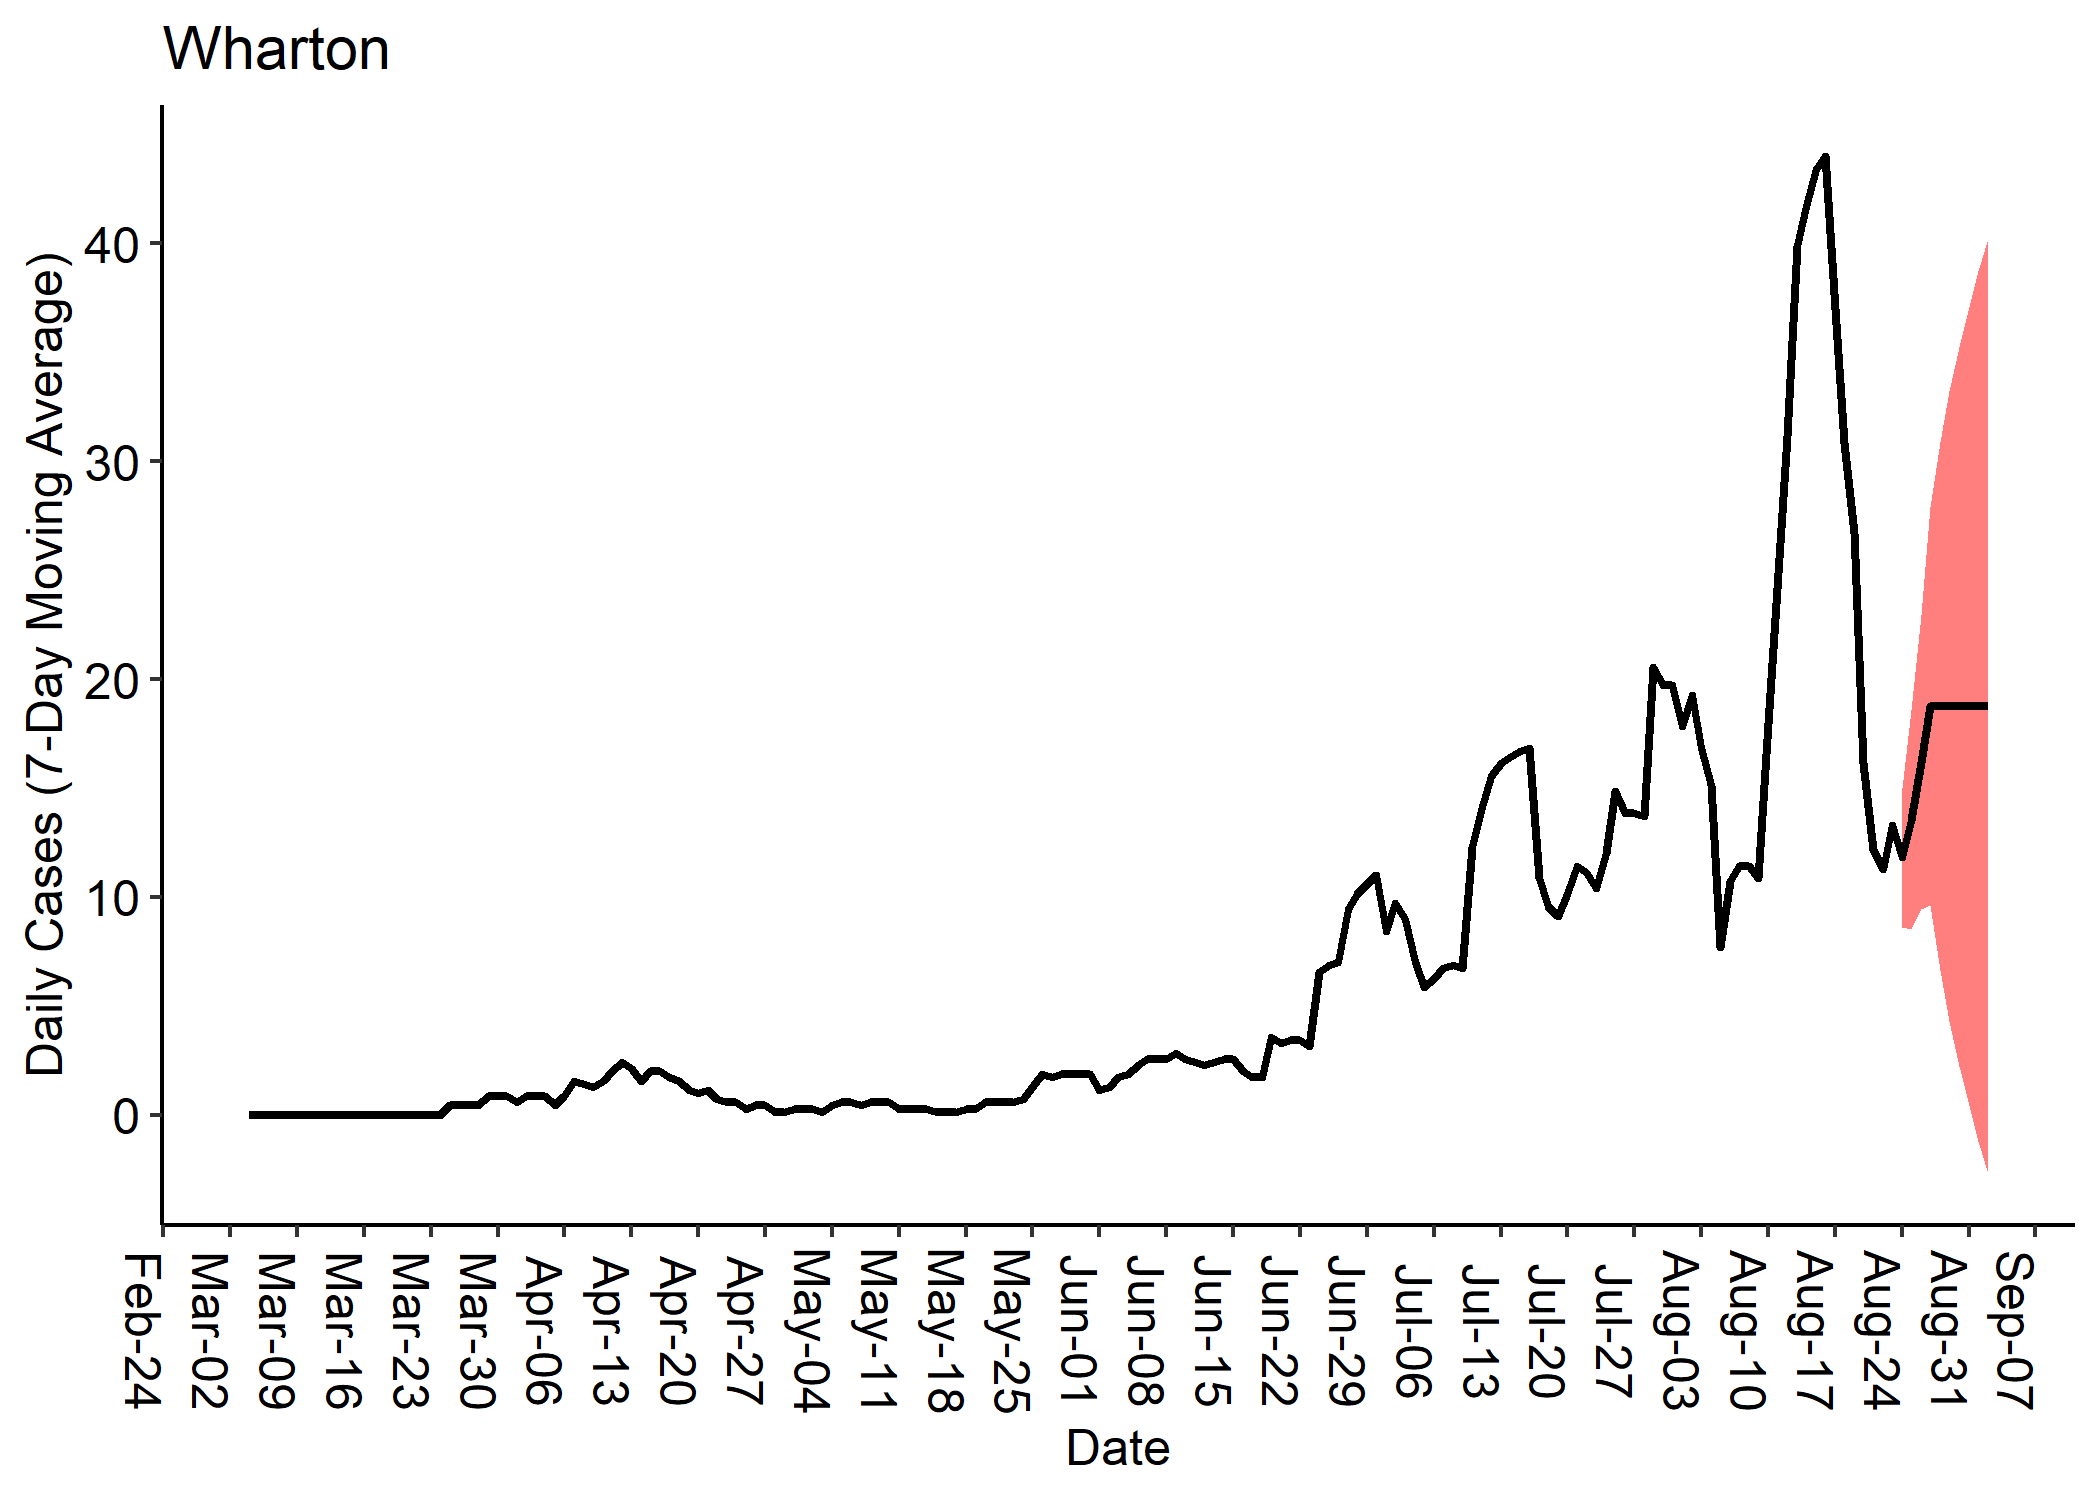 Wharton
Daily Cases (7-Day Moving Average)
40
30
20
10
0
Feb-24
Mar-02
Mar-09
Mar-16
Mar-23
Mar-30
Apr-06
Apr-13
Apr-20
Apr-27
May-04
May-11
May-18
May-25
Jun-01
Jun-08
Jun-15
Jun-22
Jun-29
Jul-06
Jul-13
Jul-20
Jul-27
Aug-03
Aug-10
Aug-17
Aug-24
Aug-31
Sep-07
Date